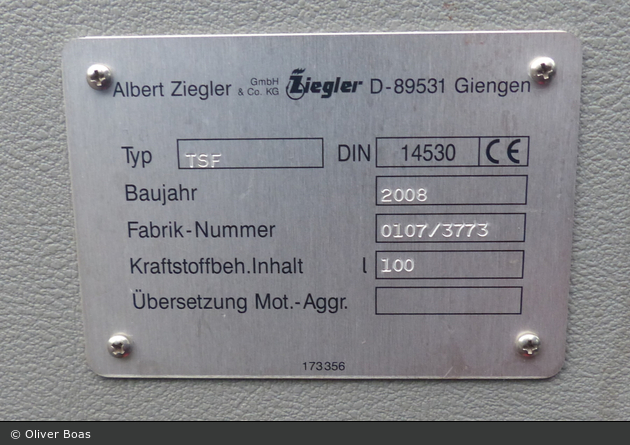 Albert Ziegler GmbH & Co. KG Ziegler D-89531 Giengen
Typ TSF DIN 14530 CE
Baujahr 2008
Fabrik-Nummer 0107/3773
Kraftstoffbeh.Inhalt l 100
Übersetzung Mot.-Aggr.
173356
© Oliver Boas